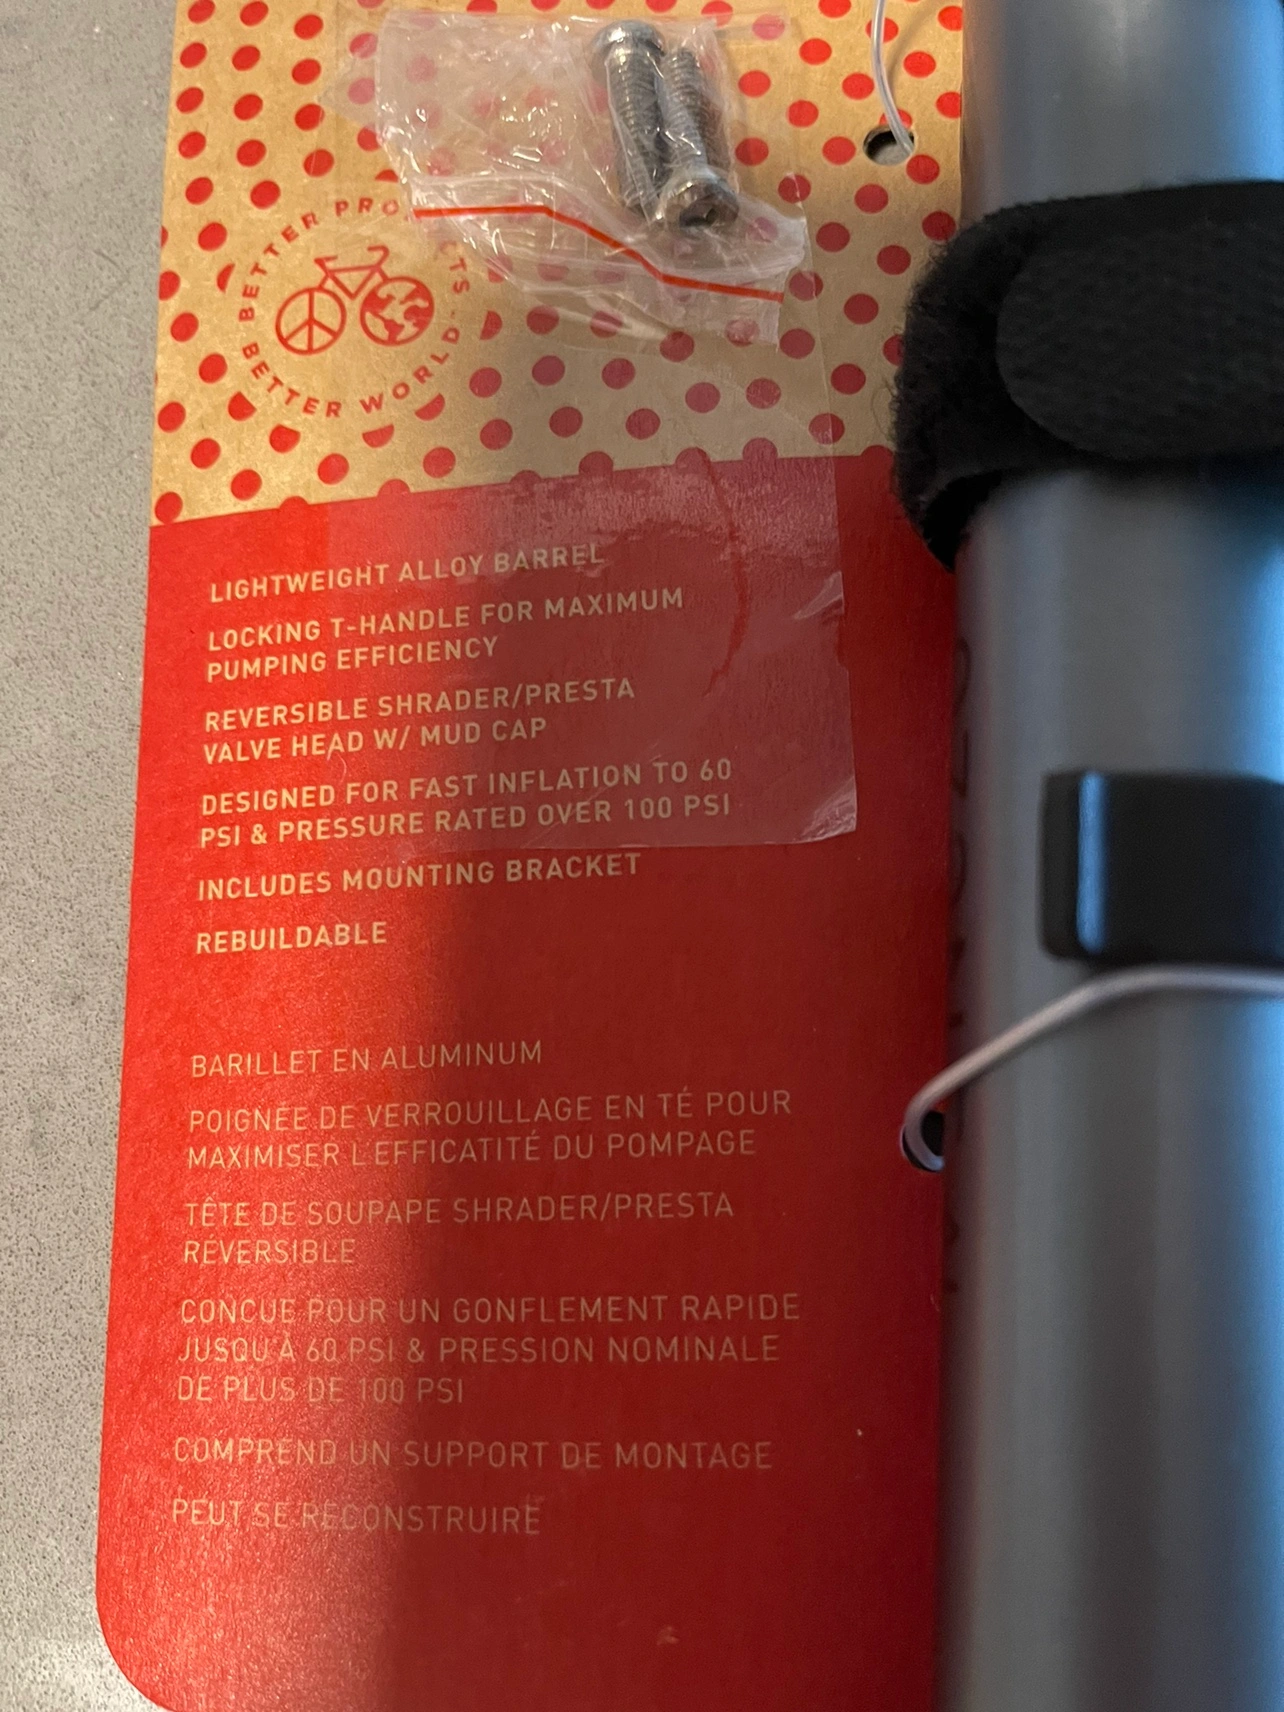 BETTER PRO TS - BETTER WORLD -
LIGHTWEIGHT ALLOY BARREL
LOCKING T-HANDLE FOR MAXIMUM
PUMPING EFFICIENCY
REVERSIBLE SHRADER/PRESTA
VALVE HEAD W/ MUD CAP
DESIGNED FOR FAST INFLATION TO 60
PSI & PRESSURE RATED OVER 100 PSI
INCLUDES MOUNTING BRACKET
REBUILDABLE
BARILLET EN ALUMINUM
POIGNÉE DE VERROUILLAGE EN TÉ POUR
MAXIMISER L'EFFICATITÉ DU POMPAGE
TÊTE DE SOUPAPE SHRADER/PRESTA
RÉVERSIBLE
CONCUE POUR UN GONFLEMENT RAPIDE
JUSQU'À 60 PSI & PRESSION NOMINALE
DE PLUS DE 100 PSI
COMPREND UN SUPPORT DE MONTAGE
PEUT SE RECONSTRUIRE